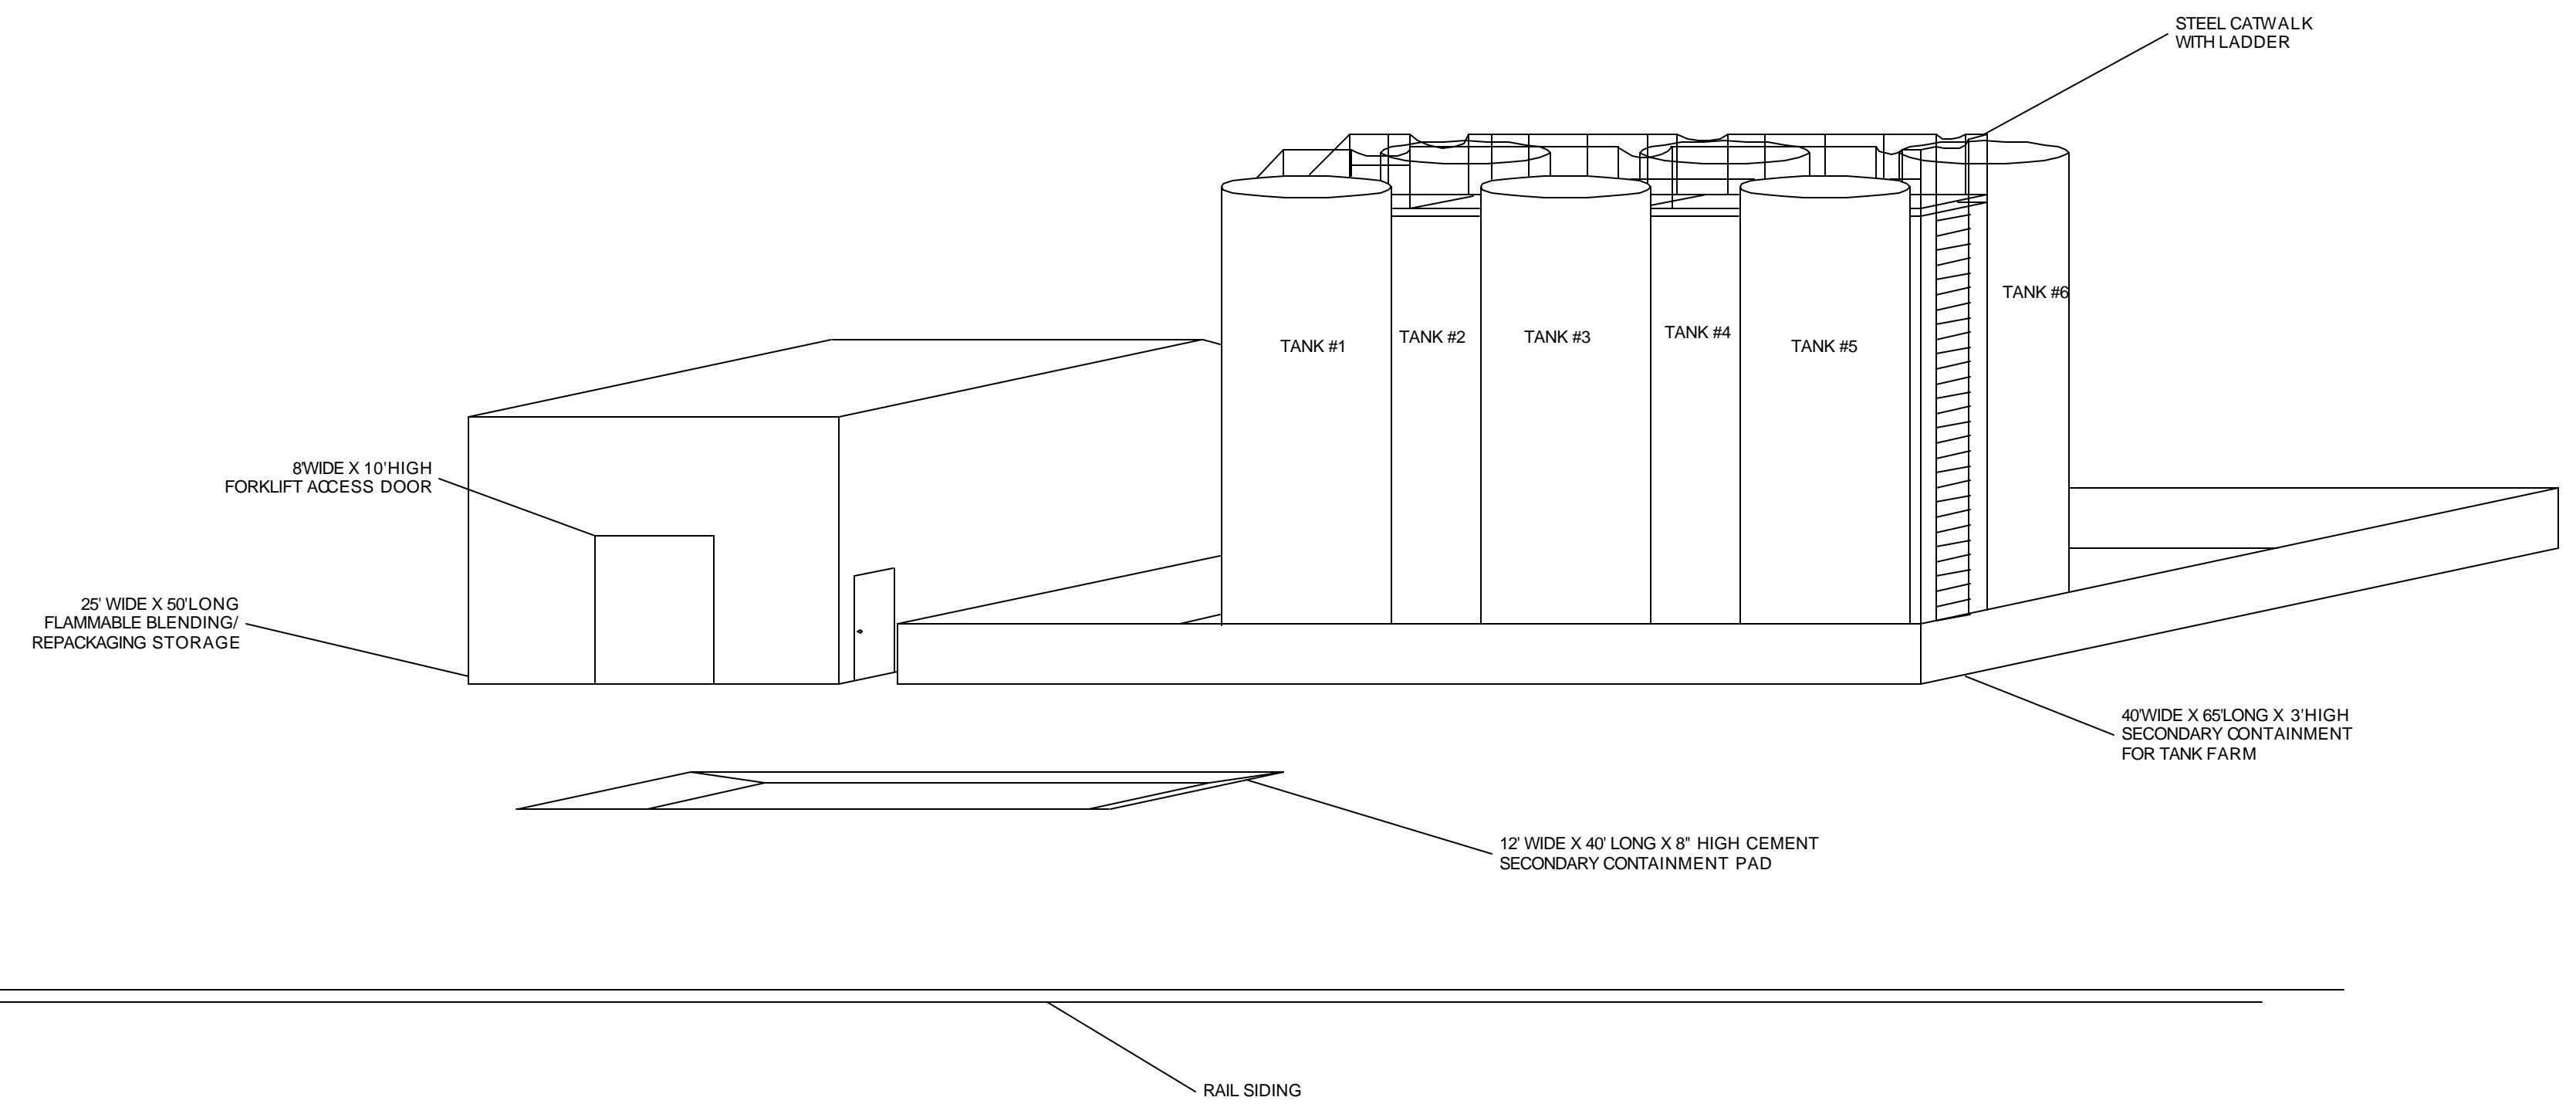 STEEL CATWALK
WITH LADDER
TANK #6
TANK #1
TANK #2
TANK #3
TANK #4
TANK #5
8'WIDE X 10'HIGH
FORKLIFT ACCESS DOOR
25' WIDE X 50'LONG
FLAMMABLE BLENDING/
REPACKAGING STORAGE
40'WIDE X 65'LONG X 3'HIGH
SECONDARY CONTAINMENT
FOR TANK FARM
12' WIDE X 40' LONG X 8" HIGH CEMENT
SECONDARY CONTAINMENT PAD
RAIL SIDING